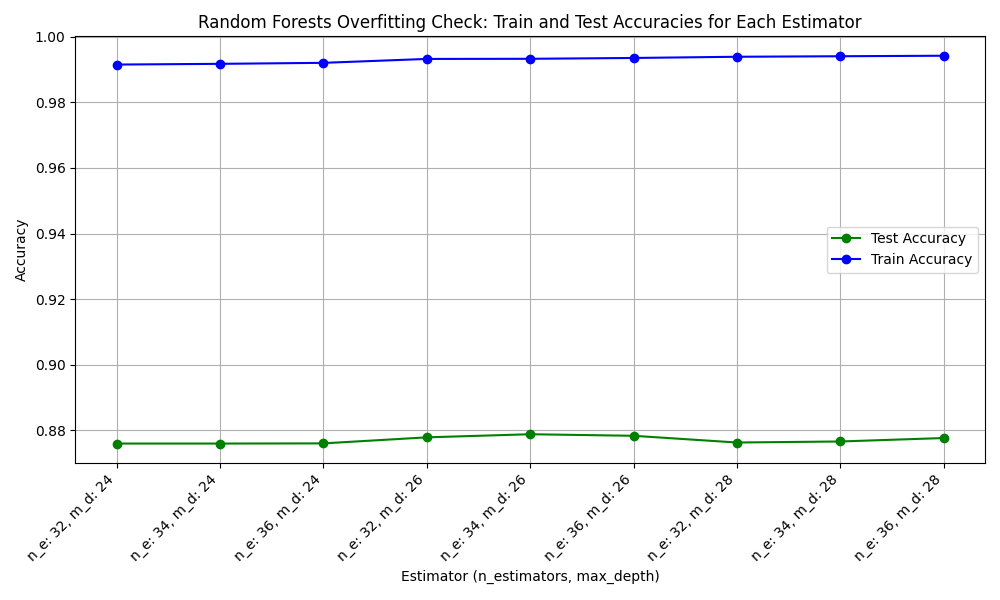 Random Forests Overfitting Check: Train and Test Accuracies for Each Estimator
1.00
0.98
0.96
0.94
0.92
0.90
0.88
Accuracy
Test Accuracy
Train Accuracy
n_e: 32, m_d: 24
n_e: 34, m_d: 24
n_e: 36, m_d: 24
n_e: 32, m_d: 26
n_e: 34, m_d: 26
n_e: 36, m_d: 26
n_e: 32, m_d: 28
n_e: 34, m_d: 28
n_e: 36, m_d: 28
Estimator (n_estimators, max_depth)